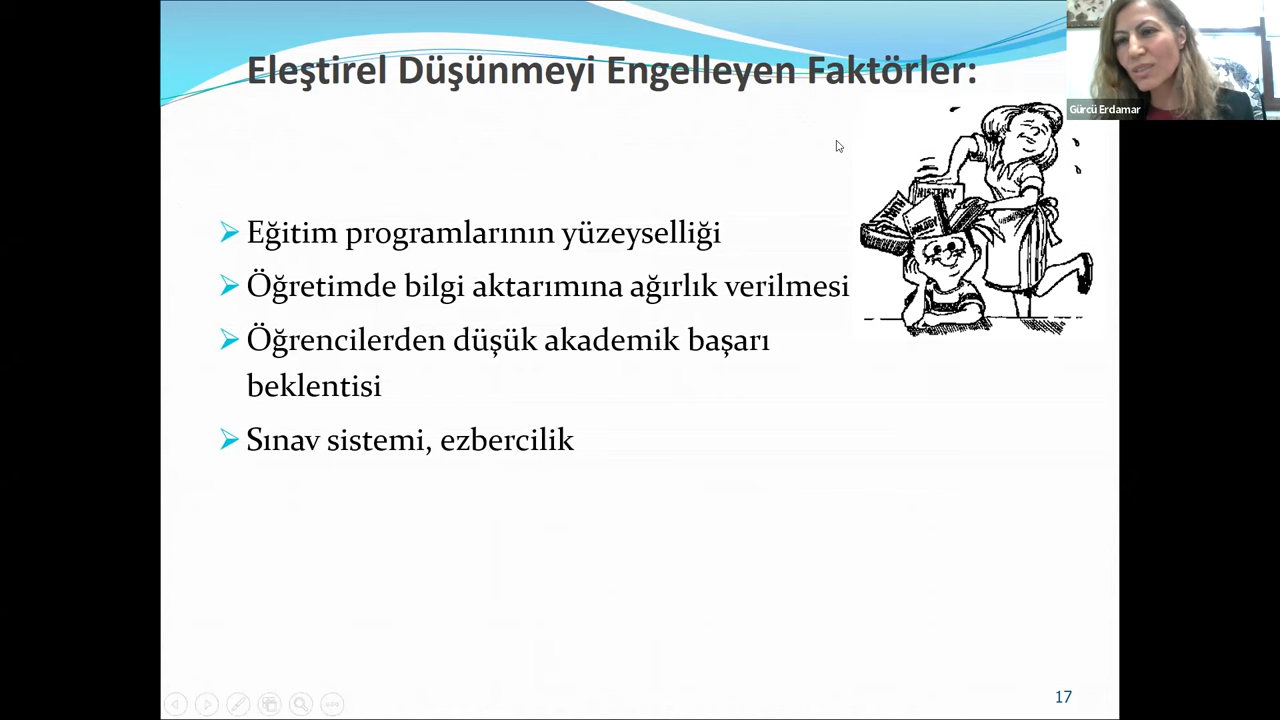 Eleştirel Düşünmeyi Engelleyen Faktörler:
Gürcü Erdamar
HISTORY
Eğitim programlarının yüzeyselliği
Öğretimde bilgi aktarımına ağırlık verilmesi
Öğrencilerden düşük akademik başarı
beklentisi
Sınav sistemi, ezbercilik
17